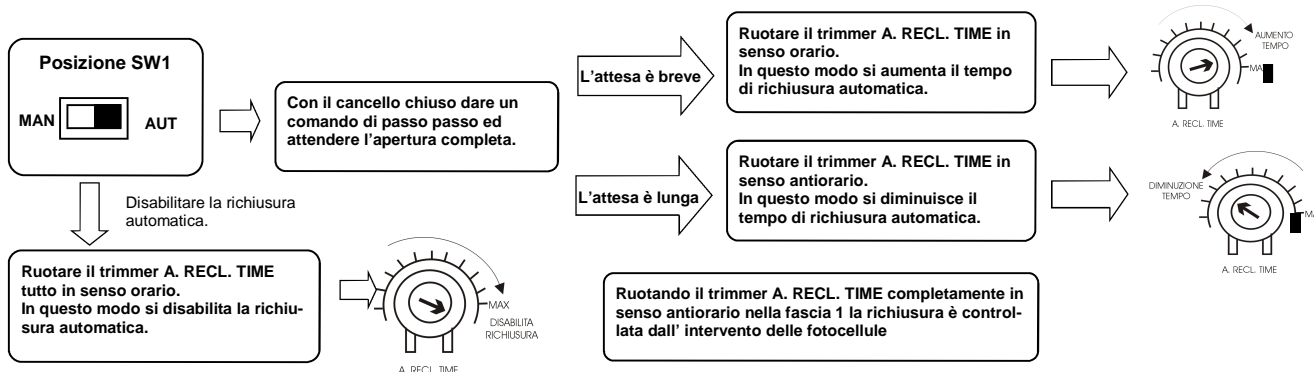 Posizione SW1
MAN
AUT
Con il cancello chiuso dare un
comando di passo passo ed
attendere l'apertura completa.
L'attesa è breve
Ruotare il trimmer A. RECL. TIME in
senso orario.
In questo modo si aumenta il tempo
di richiusura automatica.
AUMENTO
TEMPO
MA
A. RECL. TIME
L'attesa è lunga
Ruotare il trimmer A. RECL. TIME in
senso antiorario.
In questo modo si diminuisce il
tempo di richiusura automatica.
DIMINUZIONE
TEMPO
MA
A. RECL. TIME
Disabilitare la richiusura
automatica.
Ruotare il trimmer A. RECL. TIME
tutto in senso orario.
In questo modo si disabilita la richiu-
sura automatica.
MAX
DISABILITA
RICHIUSURA
A. RECL. TIME
Ruotando il trimmer A. RECL. TIME completamente in
senso antiorario nella fascia 1 la richiusura è control-
lata dall' intervento delle fotocellule